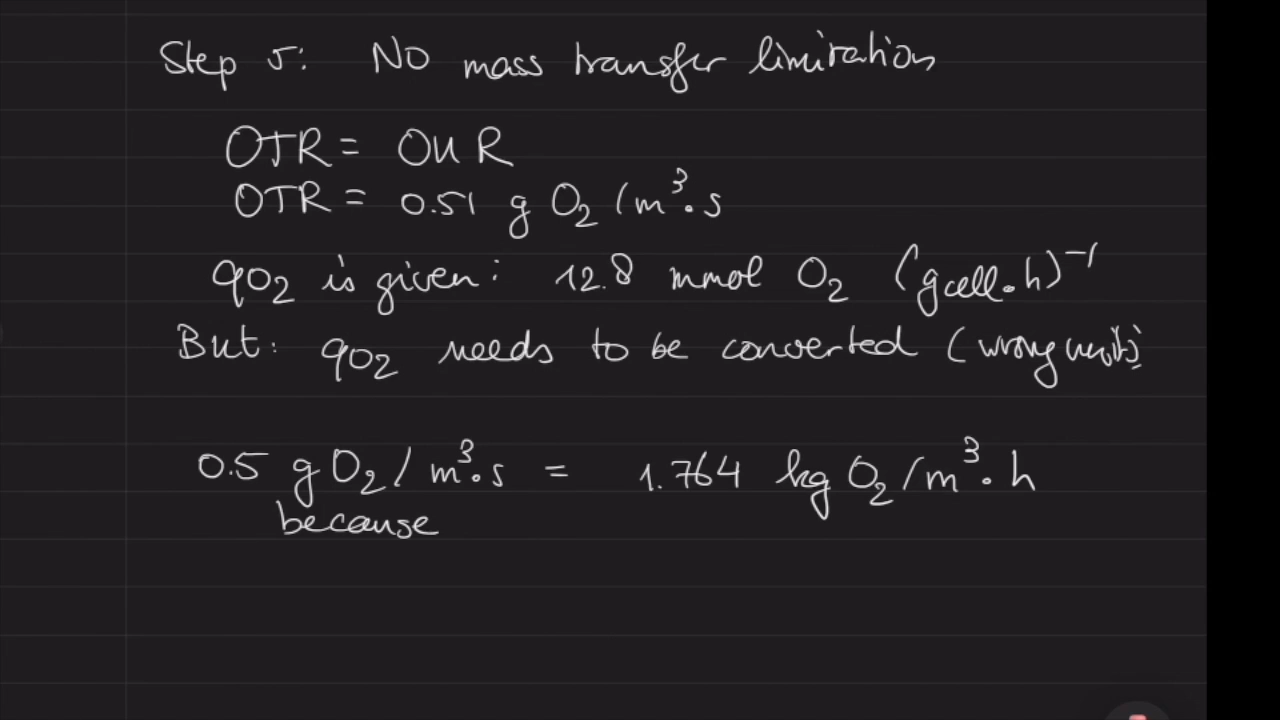 Step 5: NO mass transfer limitation
OTR = OUR
OTR = 0.51 g O₂ / m³·s
qO₂ is given: 12.8 mmol O₂ (gcell·h)⁻¹
But: qO₂ needs to be converted (wrong units)
0.5 g O₂ / m³·s = 1.764 kg O₂ / m³·h
because